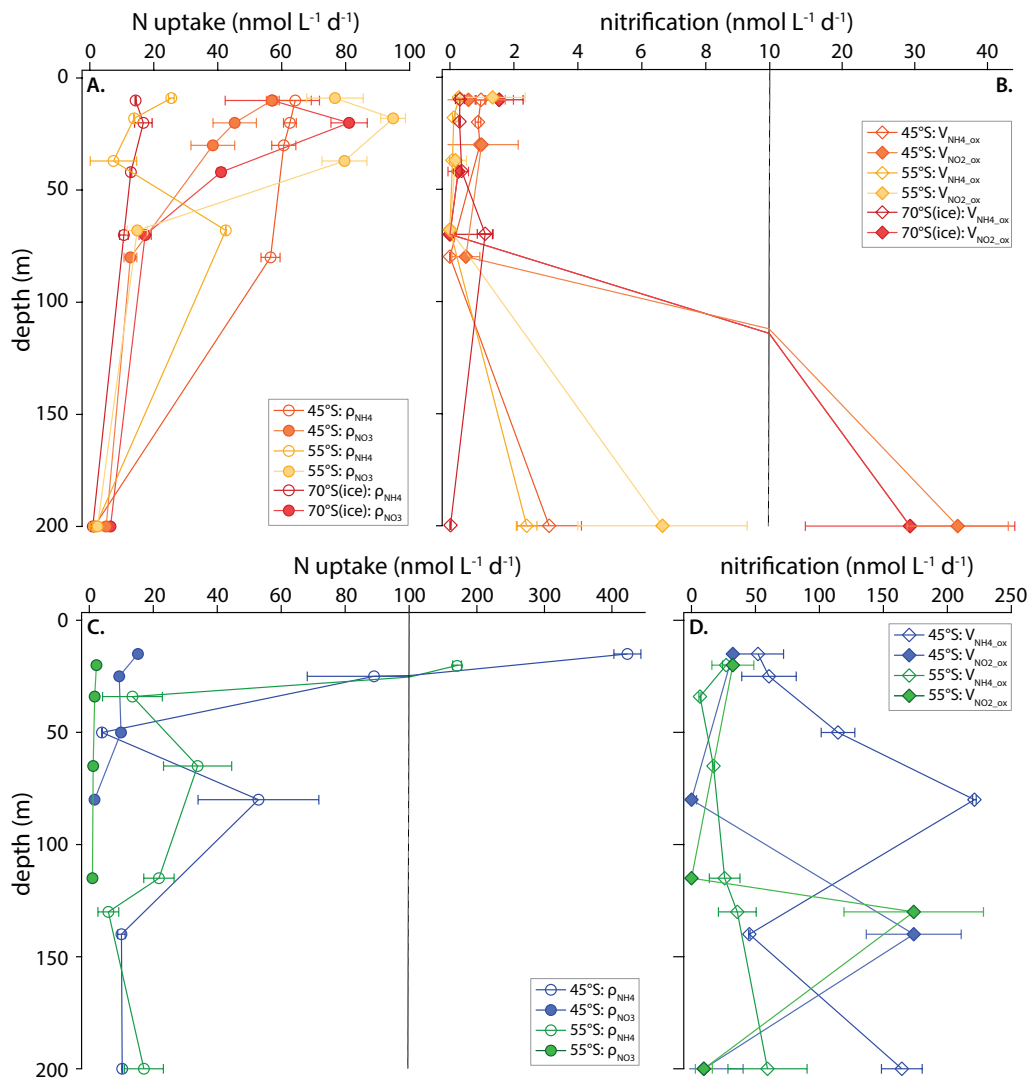 N uptake (nmol L⁻¹ d⁻¹)
nitrification (nmol L⁻¹ d⁻¹)
0 20 40 60 80 100
0 2 4 6 8 10 20 30 40
0
50
100
150
200
depth (m)
A.
B.
45°S: ρNH4
45°S: ρNO3
55°S: ρNH4
55°S: ρNO3
70°S(ice): ρNH4
70°S(ice): ρNO3
45°S: VNH4_ox
45°S: VNO2_ox
55°S: VNH4_ox
55°S: VNO2_ox
70°S(ice): VNH4_ox
70°S(ice): VNO2_ox
N uptake (nmol L⁻¹ d⁻¹)
nitrification (nmol L⁻¹ d⁻¹)
0 20 40 60 80 100 200 300 400
0 50 100 150 200 250
0
50
100
150
200
depth (m)
C.
D.
45°S: ρNH4
45°S: ρNO3
55°S: ρNH4
55°S: ρNO3
45°S: VNH4_ox
45°S: VNO2_ox
55°S: VNH4_ox
55°S: VNO2_ox